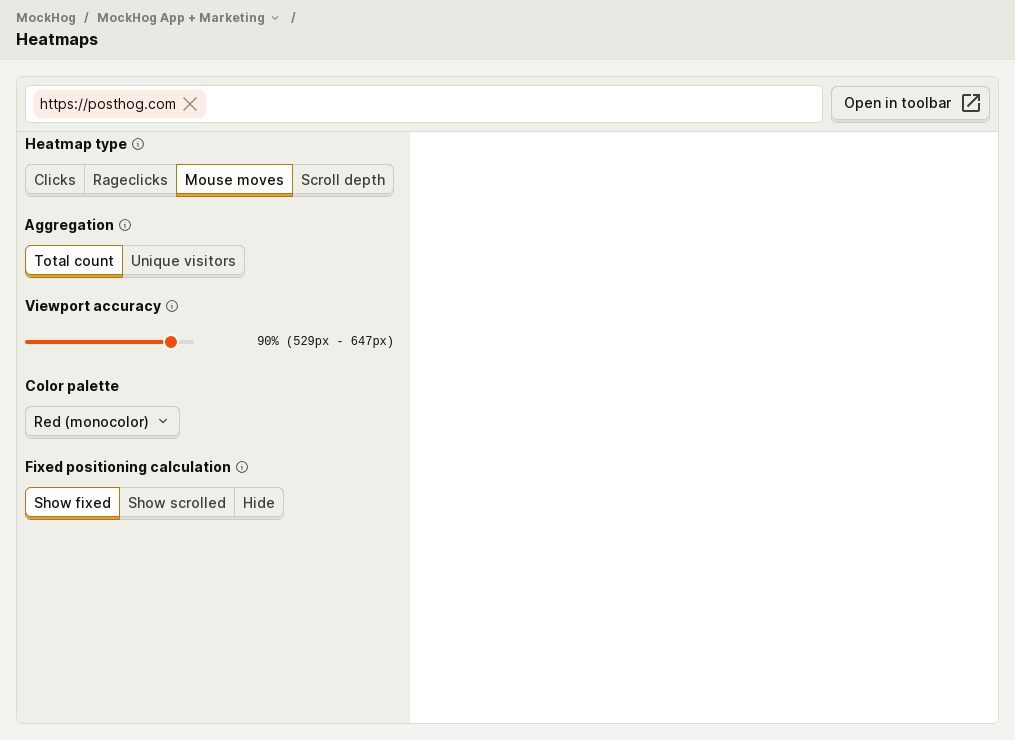 MockHog / MockHog App + Marketing /
Heatmaps
https://posthog.com
Open in toolbar
Heatmap type
Clicks Rageclicks Mouse moves Scroll depth
Aggregation
Total count Unique visitors
Viewport accuracy
90% (529px - 647px)
Color palette
Red (monocolor)
Fixed positioning calculation
Show fixed Show scrolled Hide